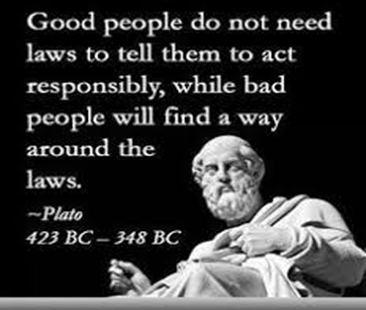 Good people do not need
laws to tell them to act
responsibly, while bad
people will find a way
around the
laws.
~Plato
423 BC – 348 BC